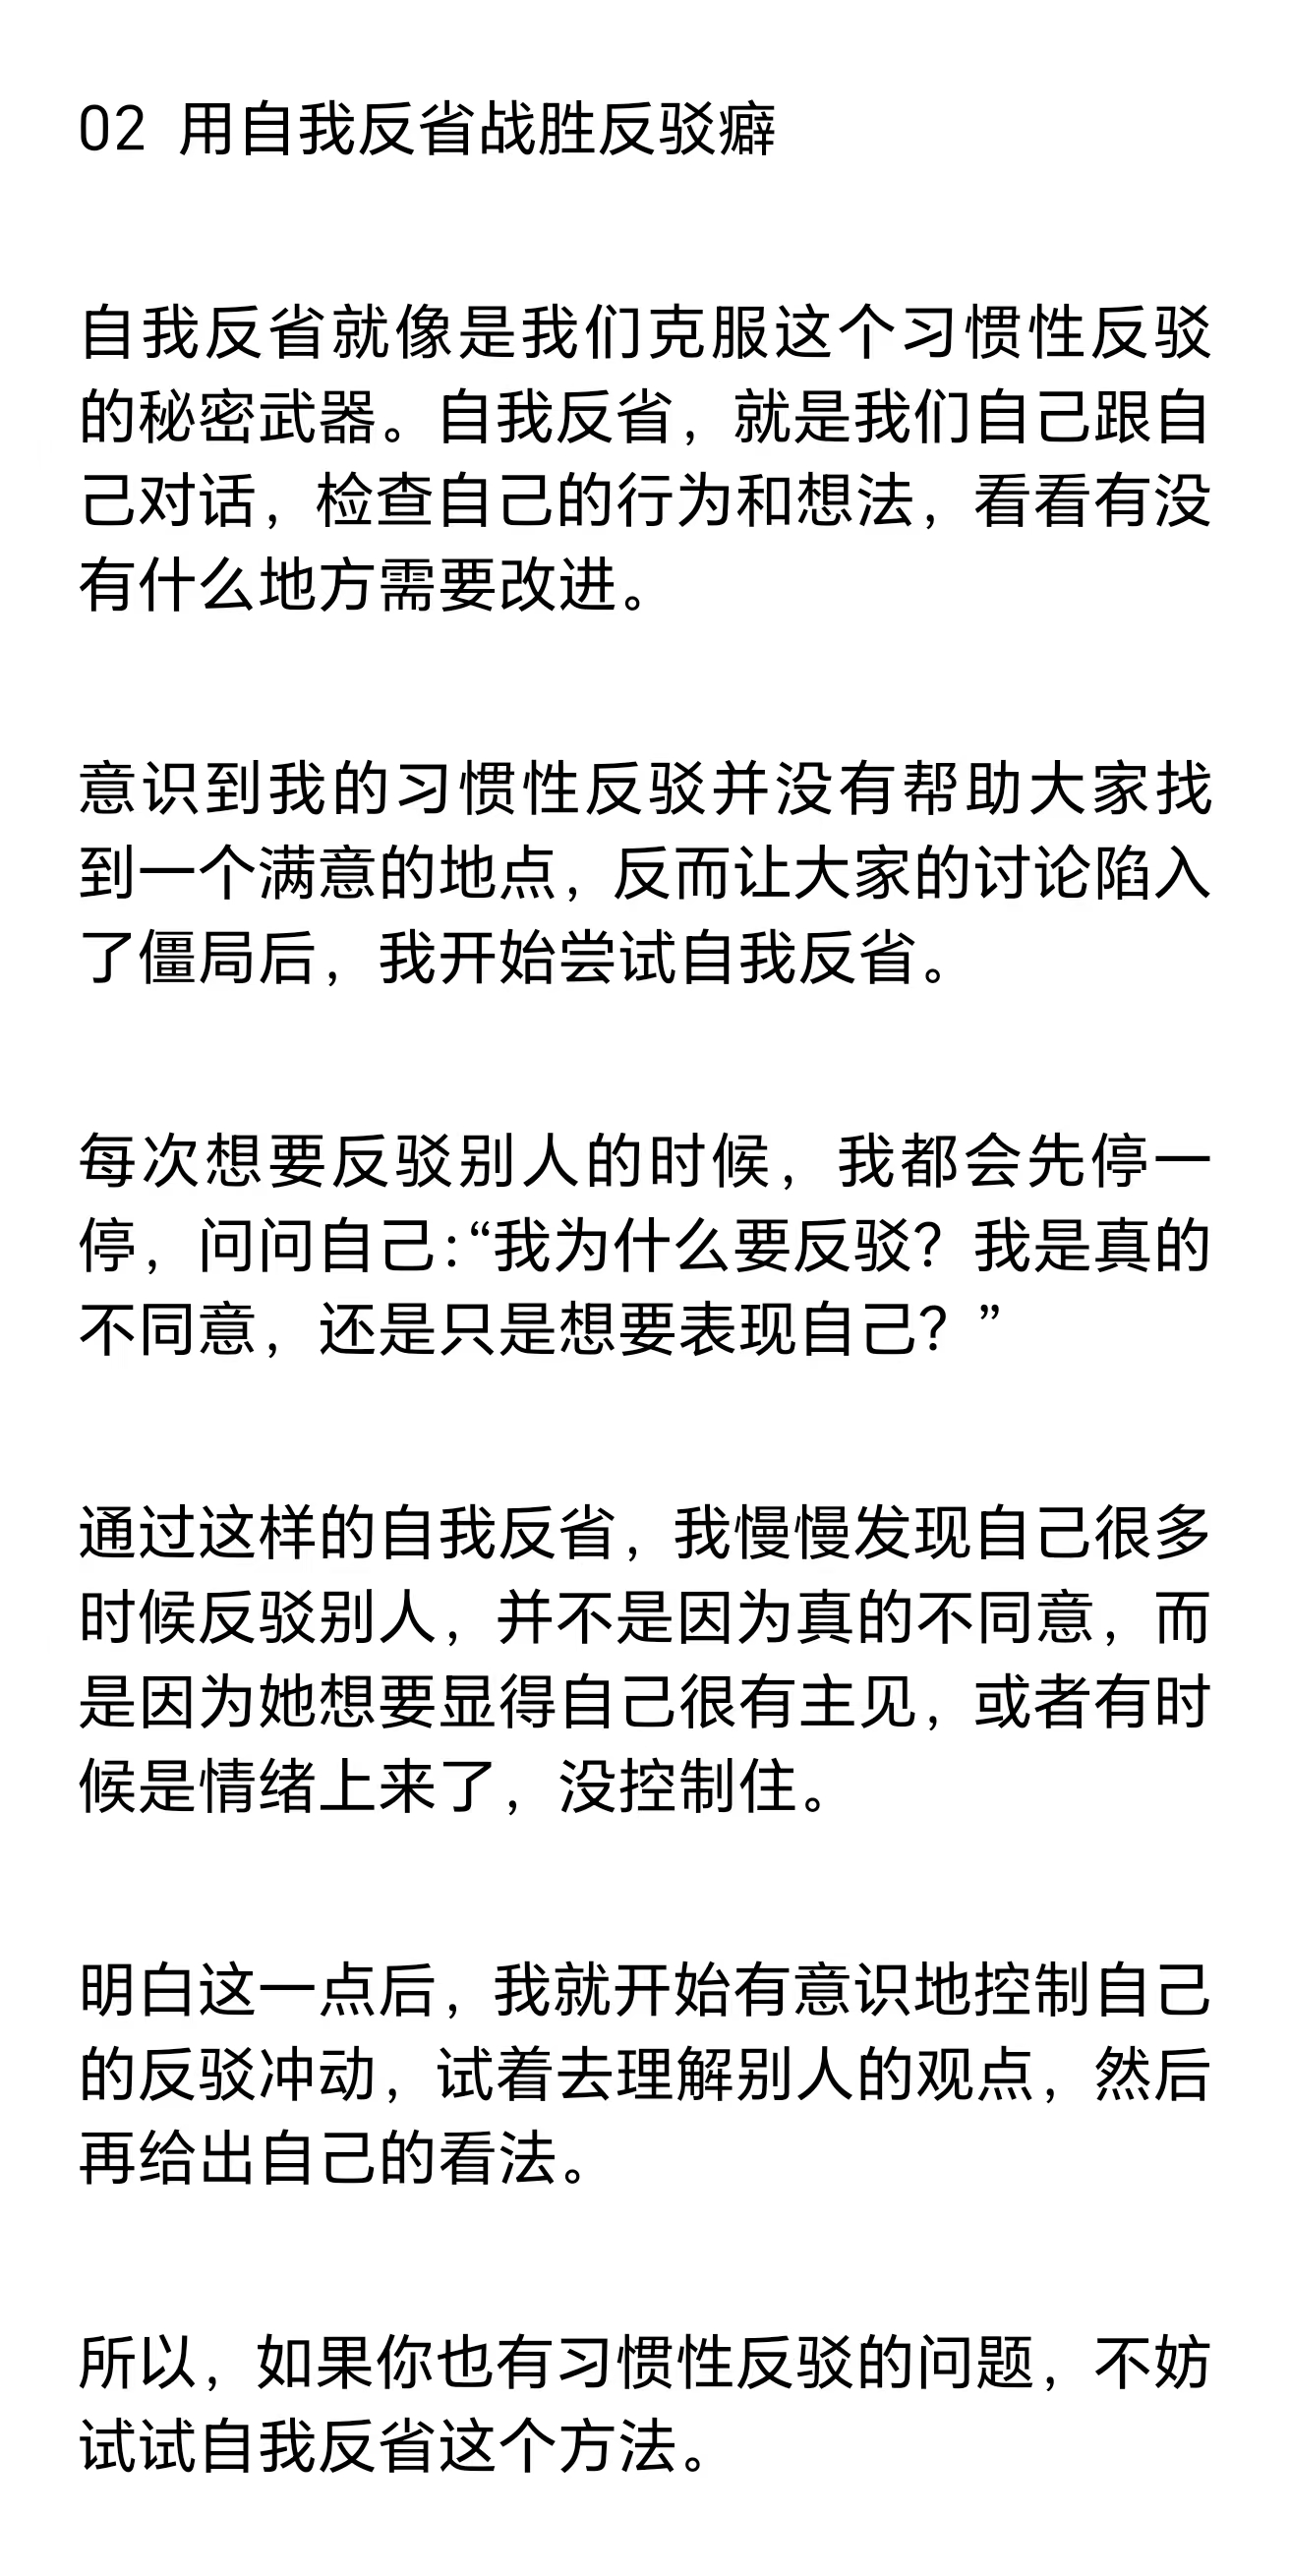 02 用自我反省战胜反驳癖
自我反省就像是我们克服这个习惯性反驳
的秘密武器。自我反省，就是我们自己跟自
己对话，检查自己的行为和想法，看看有没
有什么地方需要改进。
意识到我的习惯性反驳并没有帮助大家找
到一个满意的地点，反而让大家的讨论陷入
了僵局后，我开始尝试自我反省。
每次想要反驳别人的时候，我都会先停一
停，问问自己：“我为什么要反驳？我是真的
不同意，还是只是想要表现自己？”
通过这样的自我反省，我慢慢发现自己很多
时候反驳别人，并不是因为真的不同意，而
是因为她想要显得自己很有主见，或者有时
候是情绪上来了，没控制住。
明白这一点后，我就开始有意识地控制自己
的反驳冲动，试着去理解别人的观点，然后
再给出自己的看法。
所以，如果你也有习惯性反驳的问题，不妨
试试自我反省这个方法。